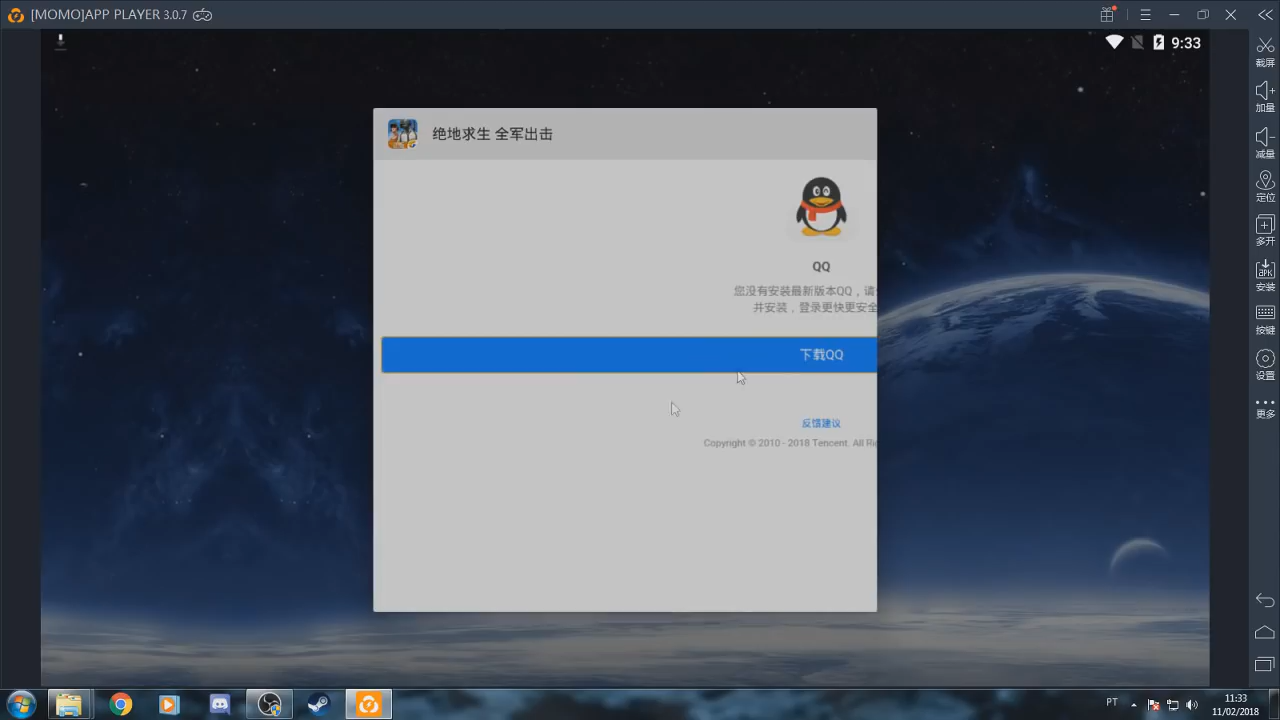 [MOMO]APP PLAYER 3.0.7
9:33
截屏
加量
减量
定位
多开
APK
安装
按键
设置
更多
绝地求生 全军出击
QQ
您没有安装最新版本QQ，请
并安装，登录更快更安全
下载QQ
反馈建议
Copyright © 2010 - 2018 Tencent. All
PT
11:33
11/02/2018